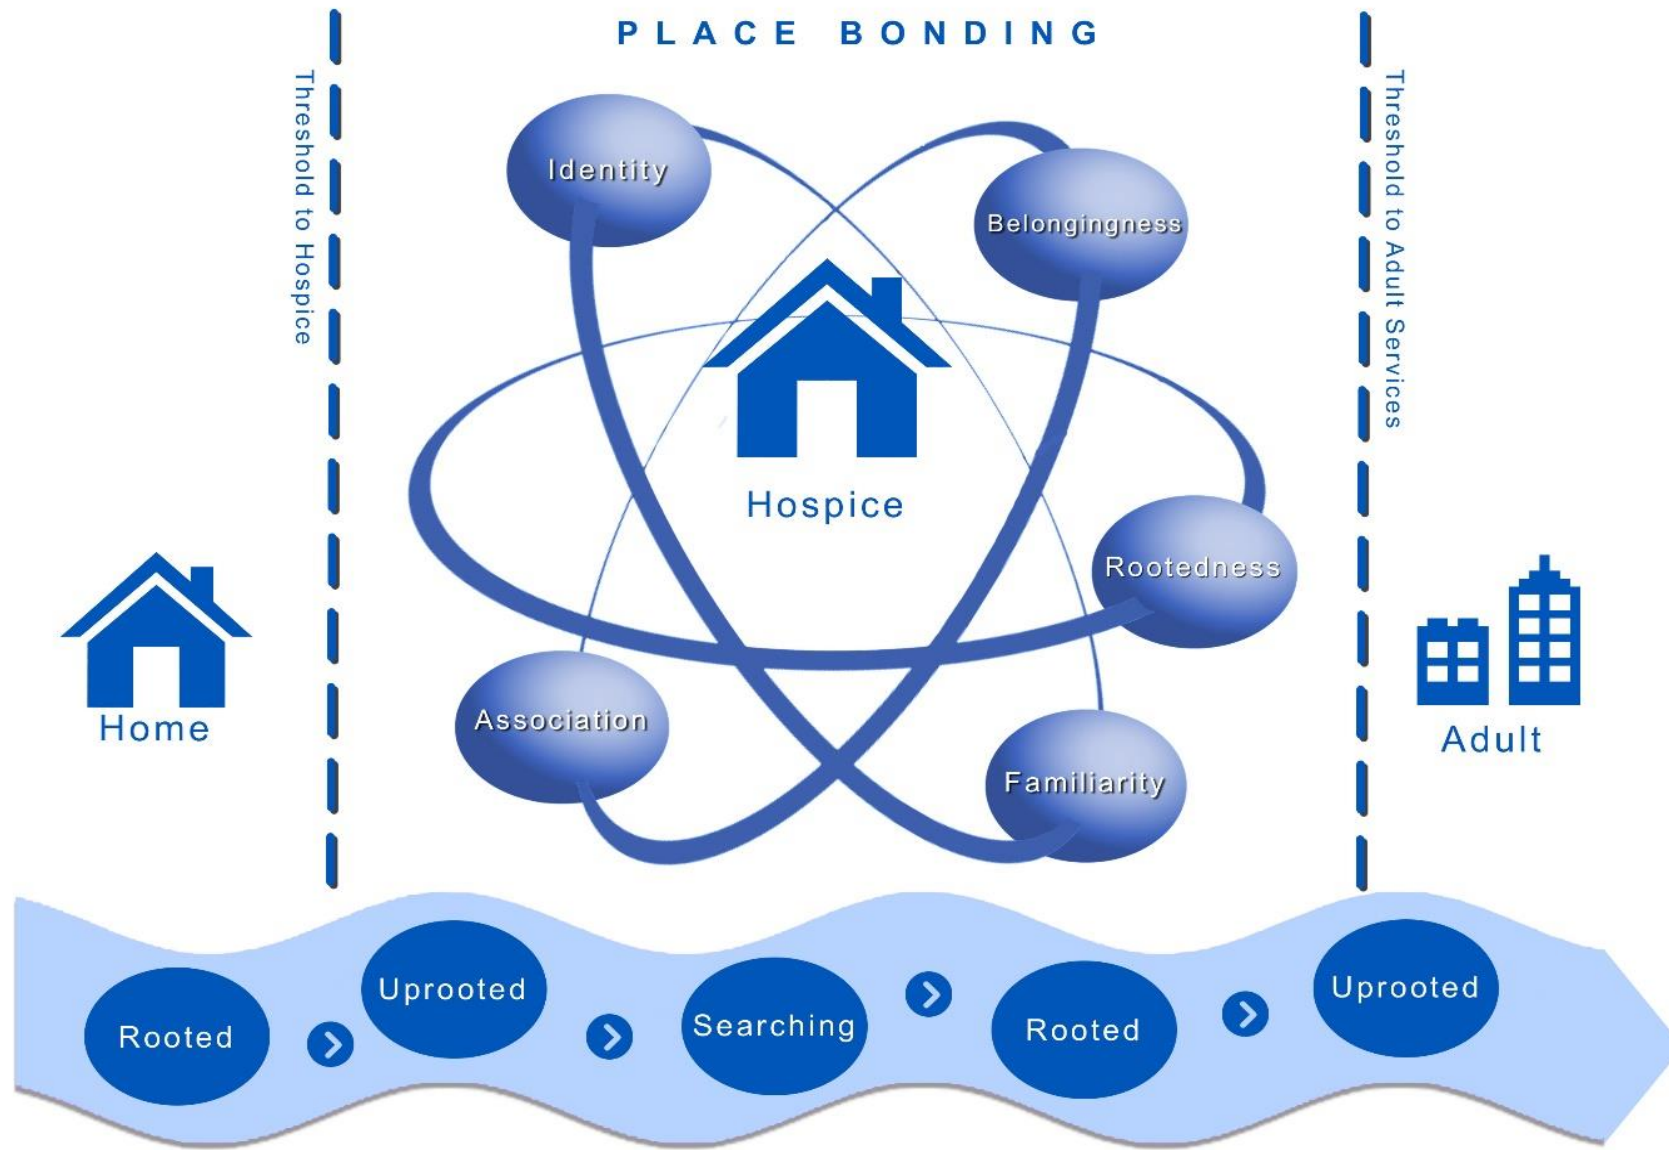 PLACE BONDING
Threshold to Hospice
Threshold to Adult Services
Identity
Belongingness
Hospice
Rootedness
Association
Familiarity
Home
Adult
Rooted
Uprooted
Searching
Rooted
Uprooted